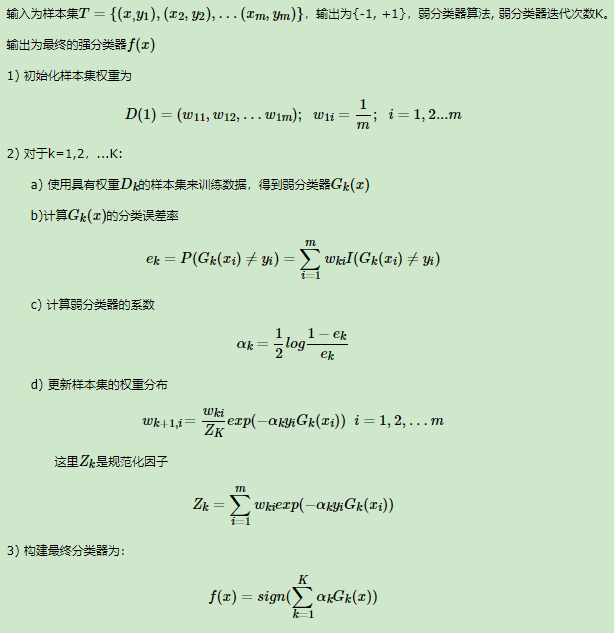 输入为样本集$T = \{(x,y_1),(x_2,y_2),\ldots(x_m,y_m)\}$，输出为{-1, +1}，弱分类器算法, 弱分类器迭代次数K。
输出为最终的强分类器$f(x)$
1) 初始化样本集权重为
$D(1) = (w_{11}, w_{12}, \ldots w_{1m});\ \ w_{1i} = \frac{1}{m};\ \ i = 1,2...m$
2) 对于k=1,2，...K:
a) 使用具有权重$D_k$的样本集来训练数据，得到弱分类器$G_k(x)$
b)计算$G_k(x)$的分类误差率
$e_k = P(G_k(x_i) \neq y_i) = \sum_{i=1}^{m} w_{ki} I(G_k(x_i) \neq y_i)$
c) 计算弱分类器的系数
$\alpha_k = \frac{1}{2} log \frac{1-e_k}{e_k}$
d) 更新样本集的权重分布
$w_{k+1,i} = \frac{w_{ki}}{Z_K} exp(-\alpha_k y_i G_k(x_i))\ \ i = 1,2,\ldots m$
这里$Z_k$是规范化因子
$Z_k = \sum_{i=1}^{m} w_{ki} exp(-\alpha_k y_i G_k(x_i))$
3) 构建最终分类器为：
$f(x) = sign(\sum_{k=1}^{K} \alpha_k G_k(x))$